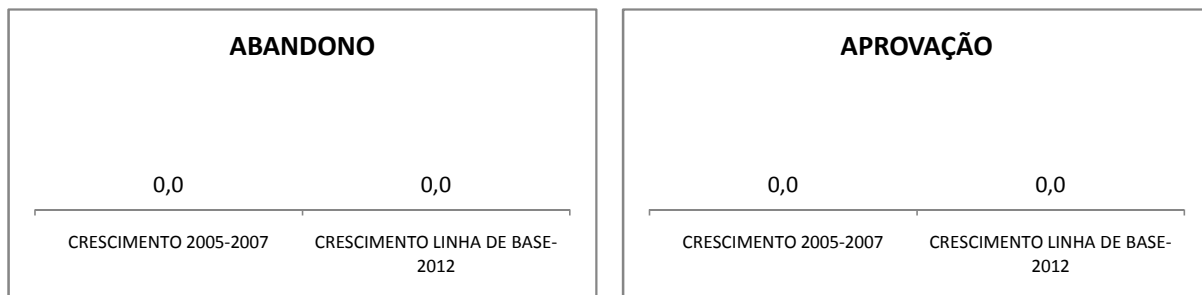 ABANDONO
0,0
0,0
CRESCIMENTO 2005-2007
CRESCIMENTO LINHA DE BASE-
2012
APROVAÇÃO
0,0
0,0
CRESCIMENTO 2005-2007
CRESCIMENTO LINHA DE BASE-
2012